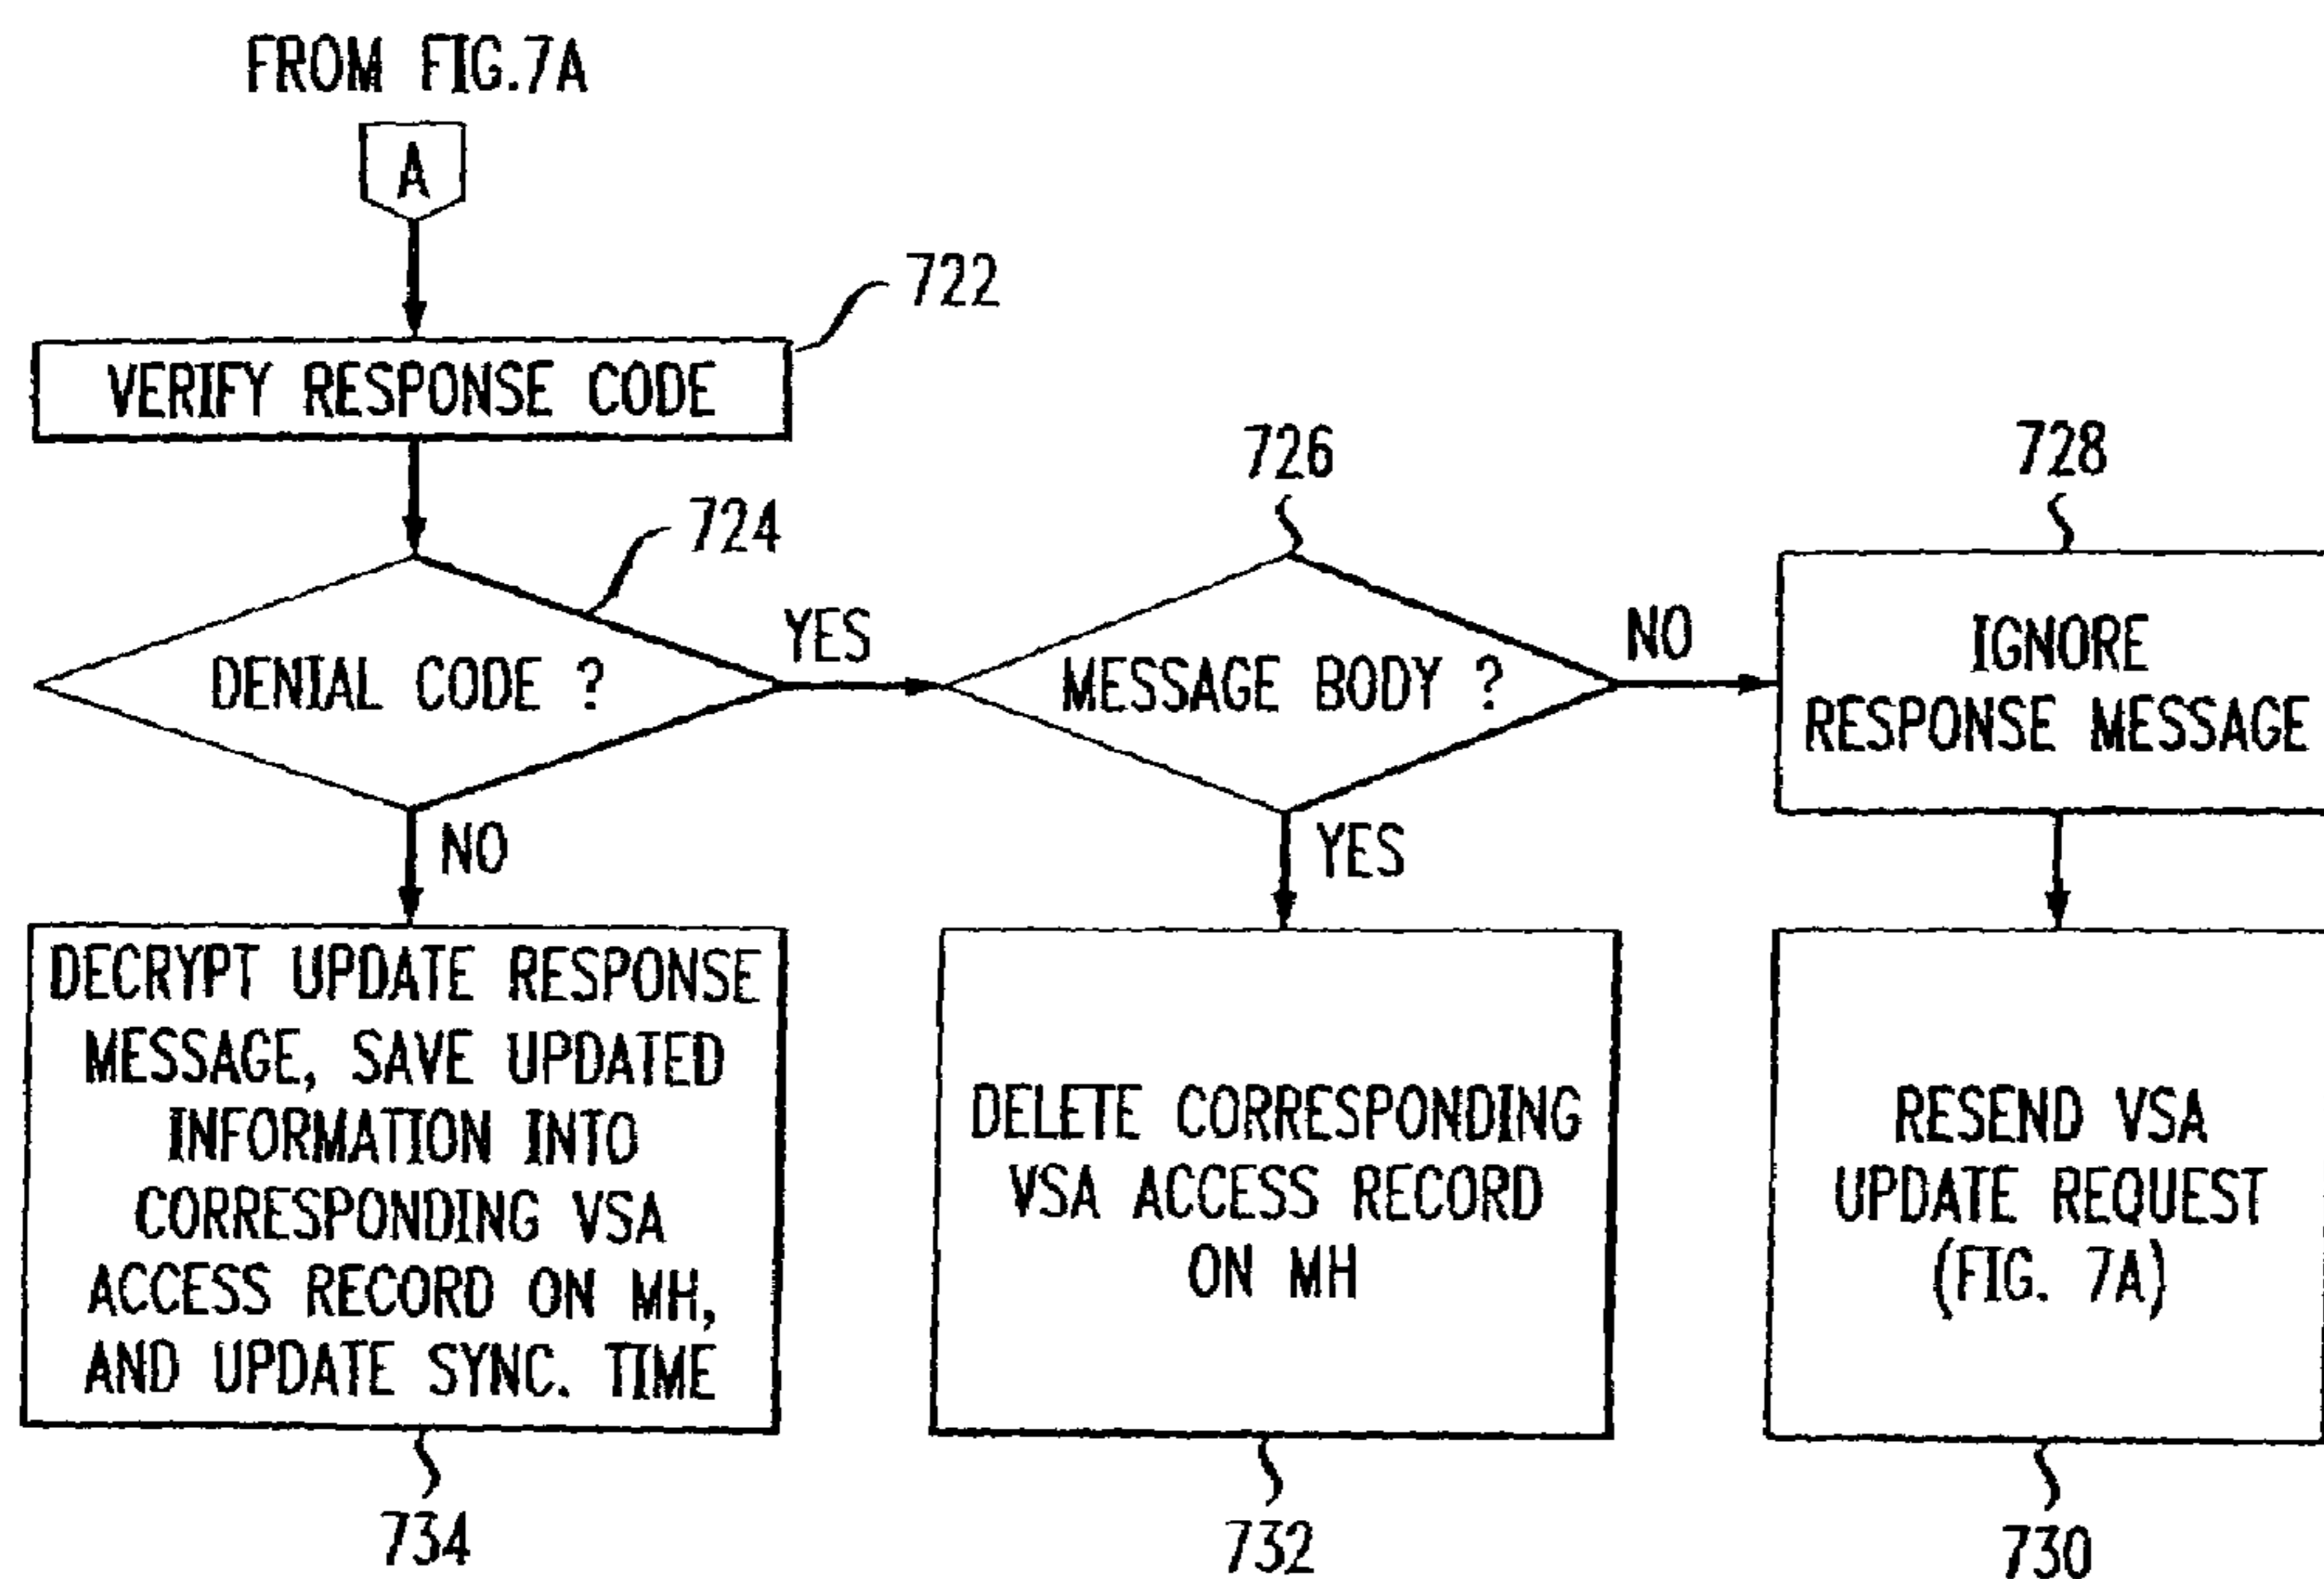 FROM FIG.7A
A
722
VERIFY RESPONSE CODE
724
726
728
DENIAL CODE ?
YES
MESSAGE BODY ?
NO
IGNORE
RESPONSE MESSAGE
NO
YES
DECRYPT UPDATE RESPONSE
MESSAGE, SAVE UPDATED
INFORMATION INTO
CORRESPONDING VSA
ACCESS RECORD ON MH,
AND UPDATE SYNC. TIME
DELETE CORRESPONDING
VSA ACCESS RECORD
ON MH
RESEND VSA
UPDATE REQUEST
(FIG. 7A)
734
732
730